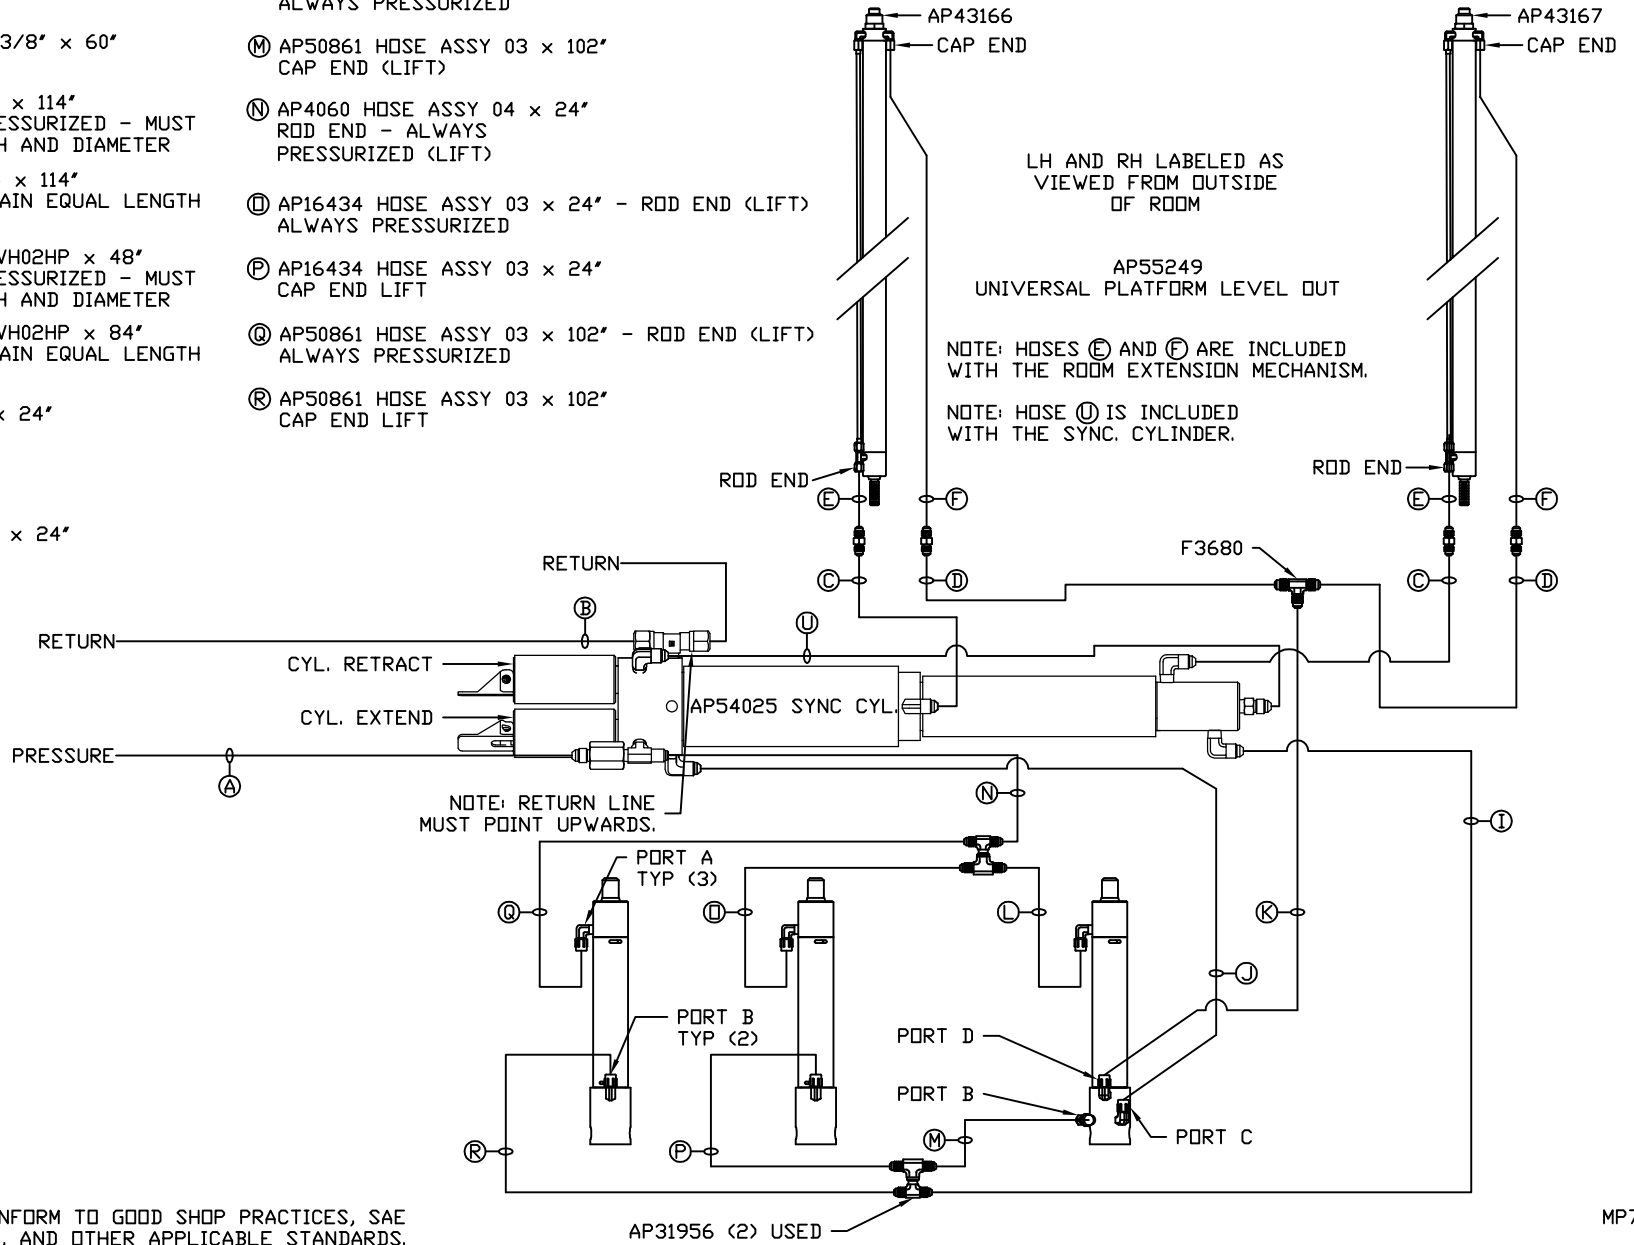 ALWAYS PRESSURIZED
3/8" x 60"
x 114"
ESSURIZED - MUST
H AND DIAMETER
x 114"
AIN EQUAL LENGTH
VH02HP x 48"
ESSURIZED - MUST
H AND DIAMETER
VH02HP x 84"
AIN EQUAL LENGTH
x 24"
x 24"
M AP50861 HOSE ASSY 03 x 102"
CAP END (LIFT)
N AP4060 HOSE ASSY 04 x 24"
ROD END - ALWAYS
PRESSURIZED (LIFT)
O AP16434 HOSE ASSY 03 x 24" - ROD END (LIFT)
ALWAYS PRESSURIZED
P AP16434 HOSE ASSY 03 x 24"
CAP END LIFT
Q AP50861 HOSE ASSY 03 x 102" - ROD END (LIFT)
ALWAYS PRESSURIZED
R AP50861 HOSE ASSY 03 x 102"
CAP END LIFT
AP43166
CAP END
AP43167
CAP END
LH AND RH LABELED AS
VIEWED FROM OUTSIDE
OF ROOM
AP55249
UNIVERSAL PLATFORM LEVEL OUT
NOTE: HOSES E AND F ARE INCLUDED
WITH THE ROOM EXTENSION MECHANISM.
NOTE: HOSE U IS INCLUDED
WITH THE SYNC. CYLINDER.
ROD END
ROD END
E
F
E
F
F3680
C
D
C
D
RETURN
B
U
RETURN
CYL. RETRACT
CYL. EXTEND
AP54025 SYNC CYL.
PRESSURE
A
N
NOTE: RETURN LINE
MUST POINT UPWARDS.
I
PORT A
TYP (3)
Q
O
L
K
J
PORT B
TYP (2)
PORT D
PORT B
PORT C
M
R
P
AP31956 (2) USED
NFORM TO GOOD SHOP PRACTICES, SAE
. AND OTHER APPLICABLE STANDARDS.
MP7